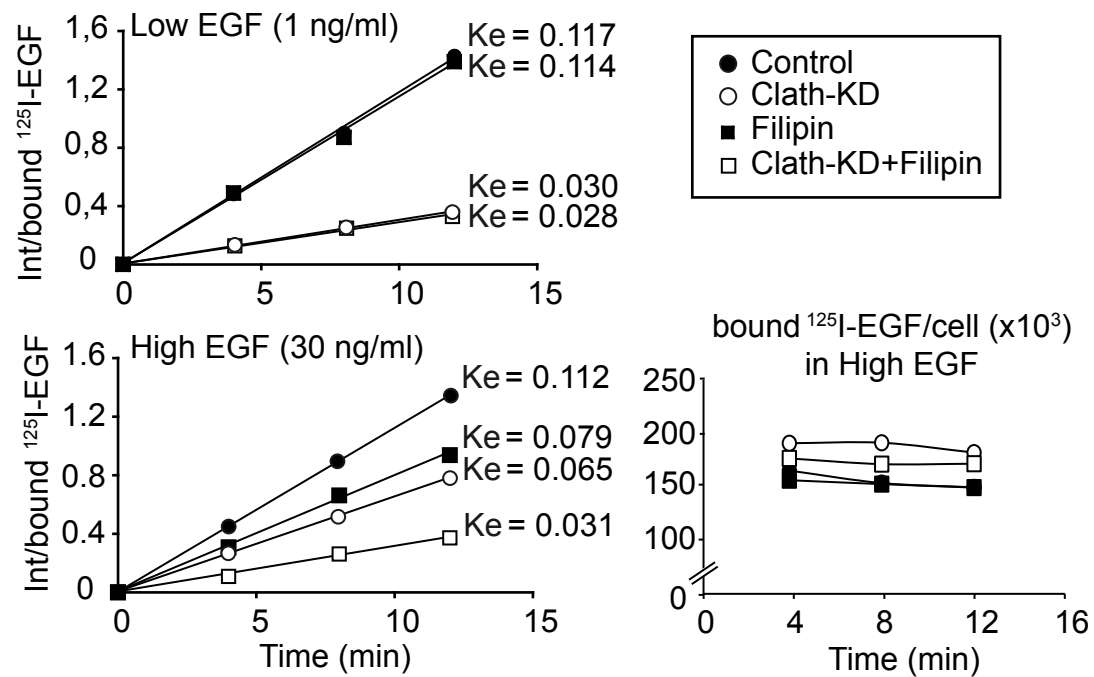 Low EGF (1 ng/ml)
Int/bound ¹²⁵I-EGF
1,6
1,2
0,8
0,4
0
0 5 10 15
Ke = 0.117
Ke = 0.114
Ke = 0.030
Ke = 0.028
Control
Clath-KD
Filipin
Clath-KD+Filipin
High EGF (30 ng/ml)
Int/bound ¹²⁵I-EGF
1.6
1.2
0.8
0.4
0
0 5 10 15
Time (min)
Ke = 0.112
Ke = 0.079
Ke = 0.065
Ke = 0.031
bound ¹²⁵I-EGF/cell (x10³)
in High EGF
250
200
150
100
0
0 4 8 12 16
Time (min)